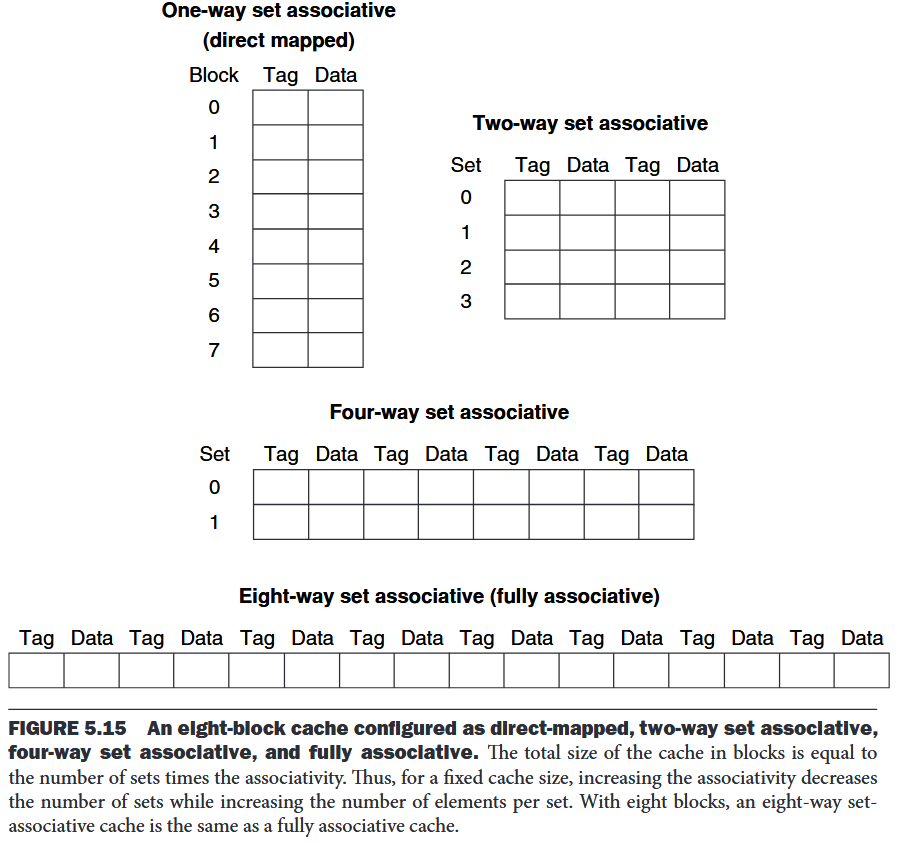 One-way set associative
(direct mapped)
Block Tag Data
0
1
2
3
4
5
6
7
Two-way set associative
Set Tag Data Tag Data
0
1
2
3
Four-way set associative
Set Tag Data Tag Data Tag Data Tag Data
0
1
Eight-way set associative (fully associative)
Tag Data Tag Data Tag Data Tag Data Tag Data Tag Data Tag Data Tag Data
FIGURE 5.15 An eight-block cache configured as direct-mapped, two-way set associative,
four-way set associative, and fully associative. The total size of the cache in blocks is equal to
the number of sets times the associativity. Thus, for a fixed cache size, increasing the associativity decreases
the number of sets while increasing the number of elements per set. With eight blocks, an eight-way set-
associative cache is the same as a fully associative cache.